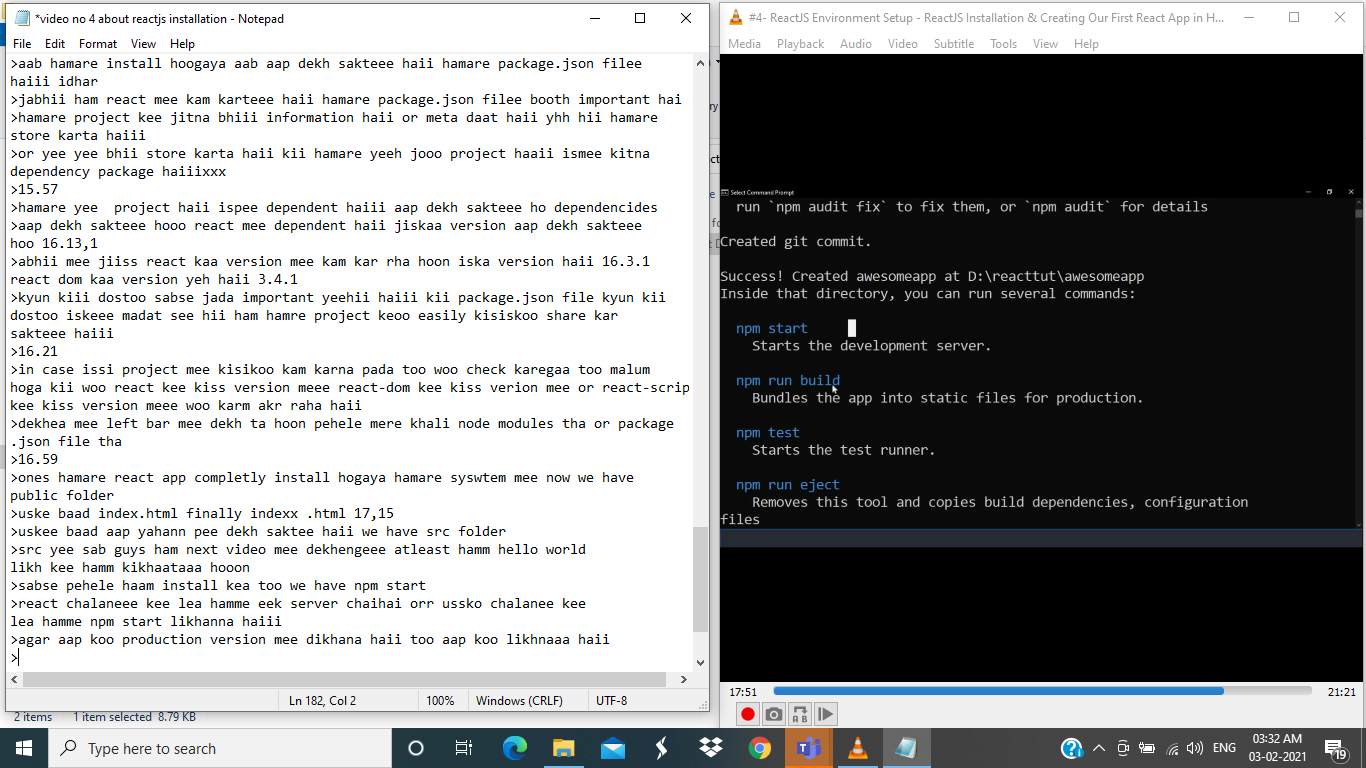 *video no 4 about reactjs installation - Notepad
File Edit Format View Help
>aab hamare install hoogaya aab aap dekh sakteee haii hamare package.json filee
haiii idhar
>jabhii ham react mee kam karteee haii hamare package.json filee booth important hai
>hamare project kee jitna bhiii information haii or meta daat haii yhh hii hamare
store karta haiii
>or yee yee bhii store karta haii kii hamare yeeh jooo project haaii ismee kitna
dependency package haiiixxx
>15.57
>hamare yee  project haii ispee dependent haiii aap dekh sakteee ho dependencides
>aap dekh sakteee hooo react mee dependent haii jiskaa version aap dekh sakteee
hoo 16.13,1
>abhii mee jiiss react kaa version mee kam kar rha hoon iska version haii 16.3.1
react dom kaa version yeh haii 3.4.1
>kyun kiii dostoo sabse jada important yeehii haiii kii package.json file kyun kii
dostoo iskeee madat see hii ham hamre project keoo easily kisiskoo share kar
sakteee haiii
>16.21
>in case issi project mee kisikoo kam karna pada too woo check karegaa too malum
hoga kii woo react kee kiss version meee react-dom kee kiss verion mee or react-scrip
kee kiss version meee woo karm akr raha haii
>dekhea mee left bar mee dekh ta hoon pehele mere khali node modules tha or package
.json file tha
>16.59
>ones hamare react app completly install hogaya hamare syswtem mee now we have
public folder
>uske baad index.html finally indexx .html 17,15
>uskee baad aap yahann pee dekh saktee haii we have src folder
>src yee sab guys ham next video mee dekhengeee atleast hamm hello world
likh kee hamm kikhaataaa hooon
>sabse pehele haam install kea too we have npm start
>react chalaneee kee lea hamme eek server chaihai orr ussko chalanee kee
lea hamme npm start likhanna haiii
>agar aap koo production version mee dikhana haii too aap koo likhnaaa haii
>
Ln 182, Col 2 100% Windows (CRLF) UTF-8
2 items 1 item selected 8.79 KB
#4- ReactJS Environment Setup - ReactJS Installation & Creating Our First React App in H...
Media Playback Audio Video Subtitle Tools View Help
Select Command Prompt
run `npm audit fix` to fix them, or `npm audit` for details
Created git commit.
Success! Created awesomeapp at D:\reacttut\awesomeapp
Inside that directory, you can run several commands:
npm start
Starts the development server.
npm run build
Bundles the app into static files for production.
npm test
Starts the test runner.
npm run eject
Removes this tool and copies build dependencies, configuration
files
17:51 21:21
Type here to search
ENG
03:32 AM
03-02-2021
19